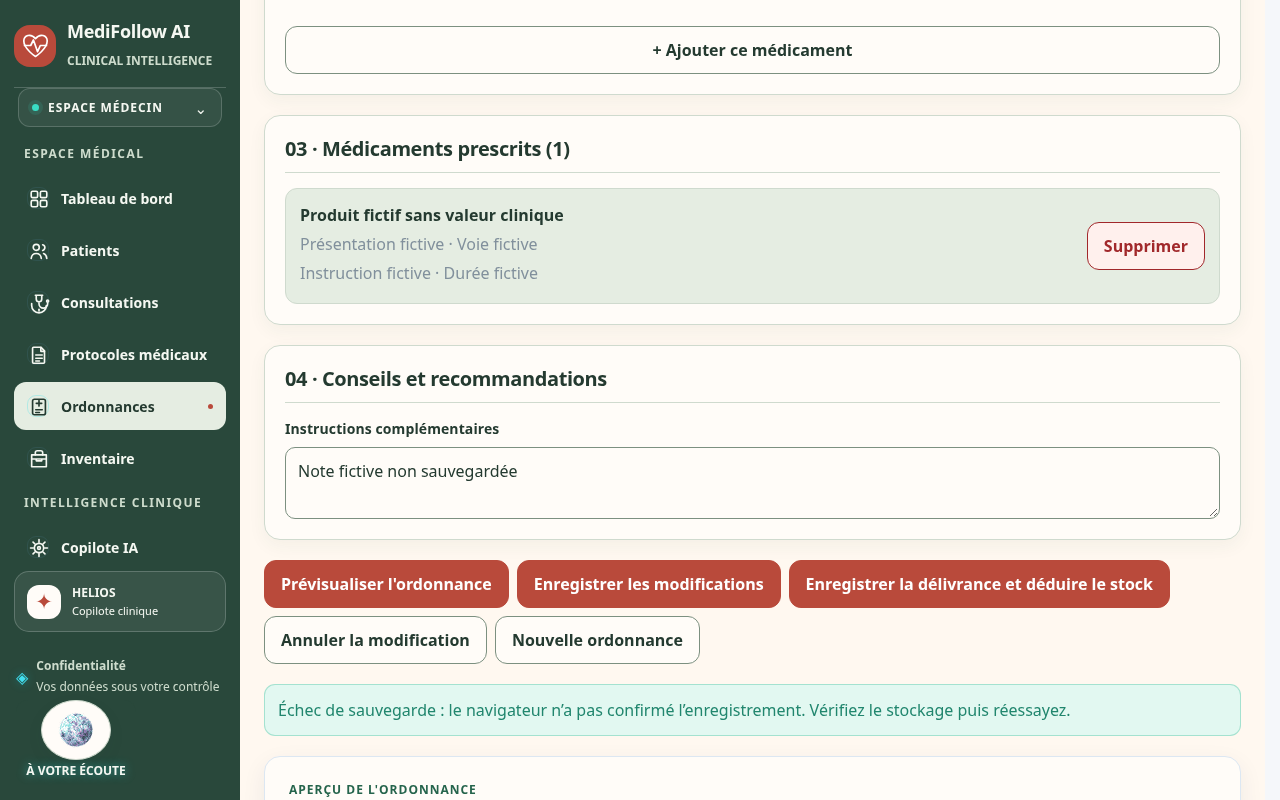 MediFollow AI
CLINICAL INTELLIGENCE
ESPACE MÉDECIN
ESPACE MÉDICAL
Tableau de bord
Patients
Consultations
Protocoles médicaux
Ordonnances
Inventaire
INTELLIGENCE CLINIQUE
Copilote IA
HELIOS
Copilote clinique
Confidentialité
Vos données sous votre contrôle
À VOTRE ÉCOUTE
+ Ajouter ce médicament
03 · Médicaments prescrits (1)
Produit fictif sans valeur clinique
Présentation fictive · Voie fictive
Instruction fictive · Durée fictive
Supprimer
04 · Conseils et recommandations
Instructions complémentaires
Note fictive non sauvegardée
Prévisualiser l'ordonnance
Enregistrer les modifications
Enregistrer la délivrance et déduire le stock
Annuler la modification
Nouvelle ordonnance
Échec de sauvegarde : le navigateur n’a pas confirmé l’enregistrement. Vérifiez le stockage puis réessayez.
APERÇU DE L'ORDONNANCE